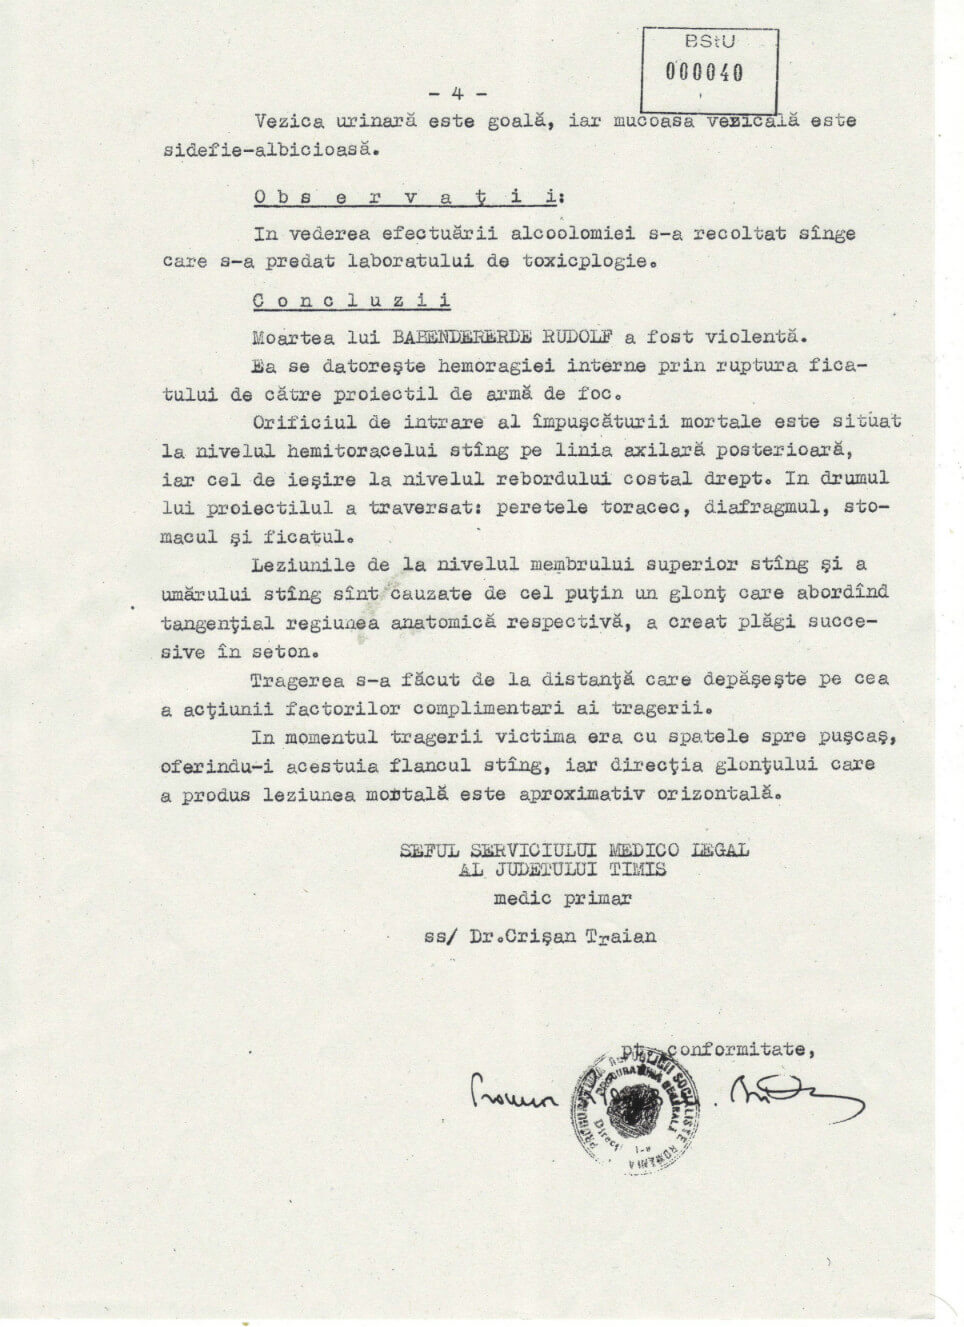 BStU
000040
- 4 -
Vezica urinară este goală, iar mucoasa vezicală este
sidefie-albicioasă.
O b s e r v a ţ i i:
In vederea efectuării alcoolomiei s-a recoltat sînge
care s-a predat laboratului de toxicplogie.
C o n c l u z i i
Moartea lui BABENDERERDE RUDOLF a fost violentă.
Ea se datoreşte hemoragiei interne prin ruptura fica-
tului de către proiectil de armă de foc.
Orificiul de intrare al împuşcăturii mortale este situat
la nivelul hemitoracelui stîng pe linia axilară posterioară,
iar cel de ieşire la nivelul rebordului costal drept. In drumul
lui proiectilul a traversat: peretele toracec, diafragmul, sto-
macul şi ficatul.
Leziunile de la nivelul membrului superior stîng şi a
umărului stîng sînt cauzate de cel puţin un glonţ care abordînd
tangenţial regiunea anatomică respectivă, a creat plăgi succe-
sive în seton.
Tragerea s-a făcut de la distanţă care depăşeşte pe cea
a acţiunii factorilor complimentari ai tragerii.
In momentul tragerii victima era cu spatele spre puşcaş,
oferindu-i acestuia flancul stîng, iar direcţia glonţului care
a produs leziunea mortală este aproximativ orizontală.
SEFUL SERVICIULUI MEDICO LEGAL
AL JUDETULUI TIMIS
medic primar
ss/ Dr.Crişan Traian
pt. conformitate,
PROCURATURA REPUBLICII SOCIALISTE ROMÂNIA
PROCURATURA GENERALĂ